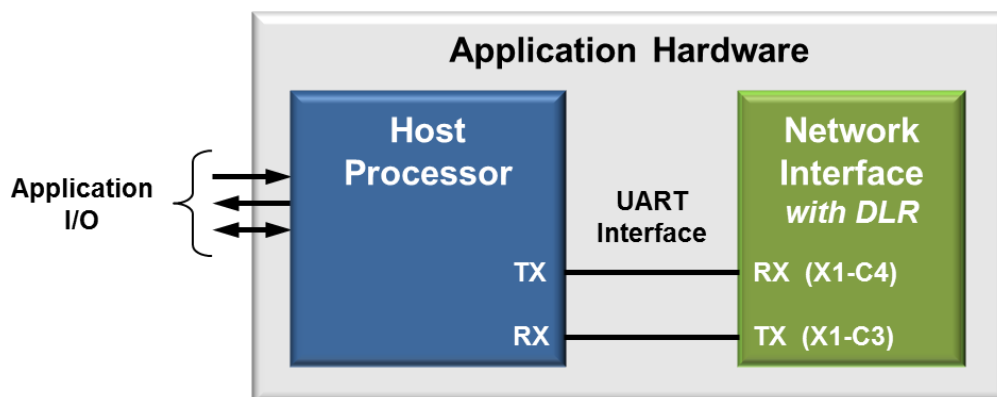 Application Hardware
Application
I/O
Host
Processor
UART
Interface
Network
Interface
with DLR
TX
RX (X1-C4)
RX
TX (X1-C3)